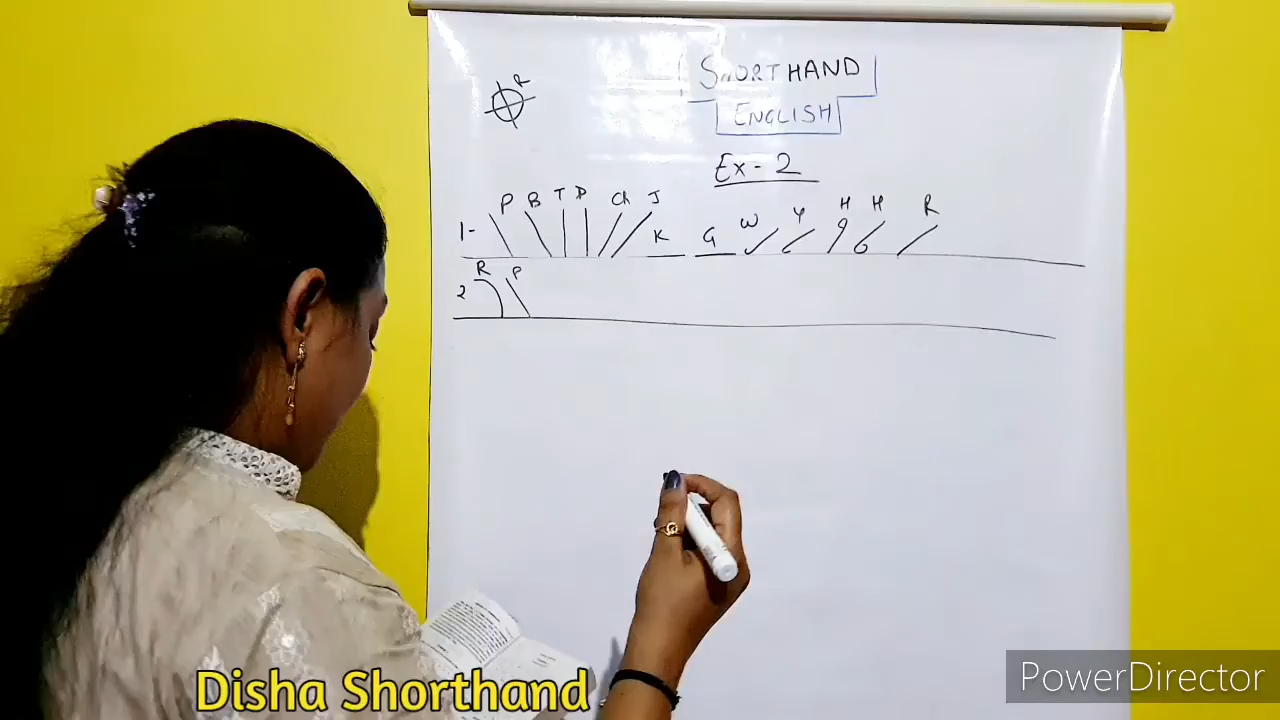 SHORTHAND
ENGLISH
R
Ex-2
1- P B T D Ch J K G W Y H H R
2 R P
Disha Shorthand
PowerDirector